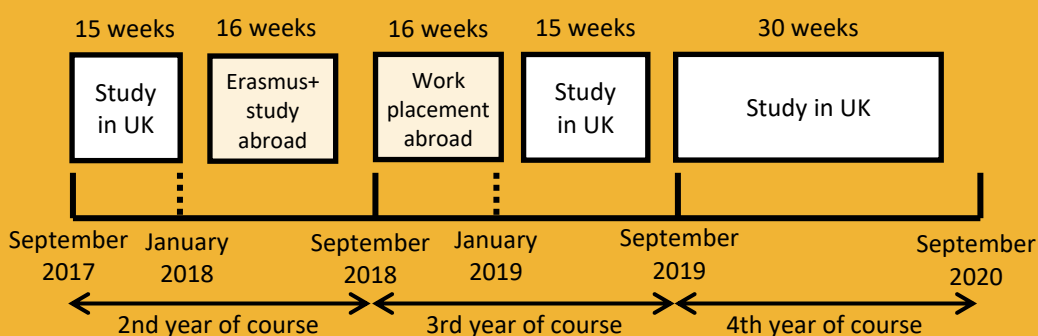 15 weeks
16 weeks
16 weeks
15 weeks
30 weeks
Study
in UK
Erasmus+
study
abroad
Work
placement
abroad
Study
in UK
Study in UK
September
2017
January
2018
September
2018
January
2019
September
2019
September
2020
2nd year of course
3rd year of course
4th year of course